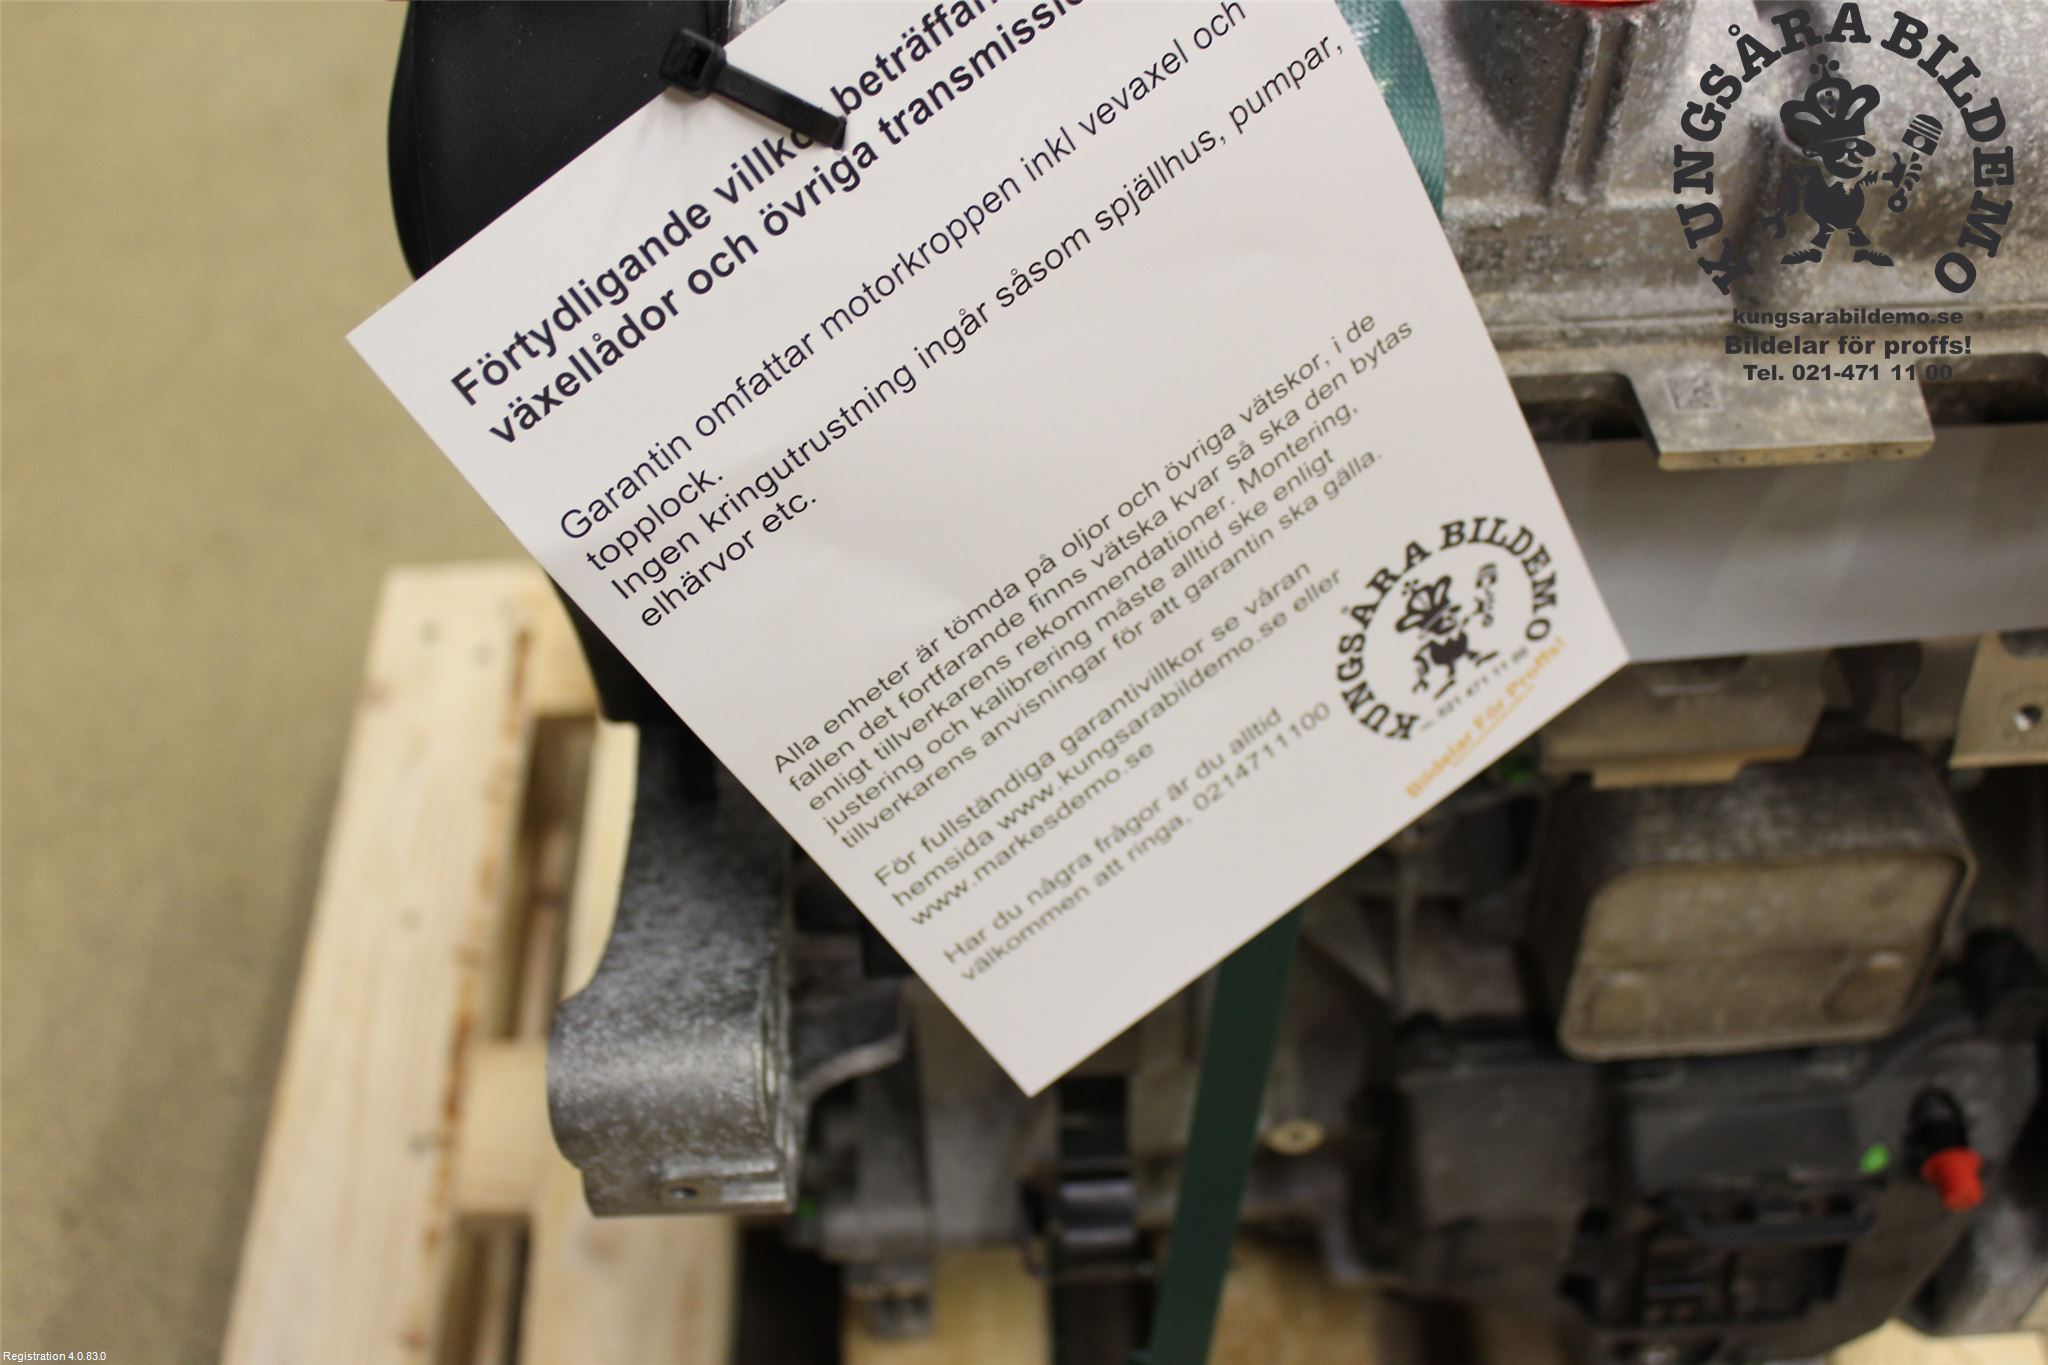 Förtydligande villkor beträffan
växellådor och övriga transmissio
Garantin omfattar motorkroppen inkl vevaxel och
topplock.
Ingen kringutrustning ingår såsom spjällhus, pumpar,
elhärvor etc.
Alla enheter är tömda på oljor och övriga vätskor, i de
fallen det fortfarande finns vätska kvar så ska den bytas
enligt tillverkarens rekommendationer. Montering,
justering och kalibrering måste alltid ske enligt
tillverkarens anvisningar för att garantin ska gälla.
För fullständiga garantivillkor se våran
hemsida www.kungsarabildemo.se eller
www.markesdemo.se
Har du några frågor är du alltid
välkommen att ringa, 0214711100
KUNGSÅRA BILDEMO
021 471 11 00
Bildelar För Proffs!
KUNGSÅRA BILDEMO
kungsarabildemo.se
Bildelar för proffs!
Tel. 021-471 11 00
Registration 4.0.83.0